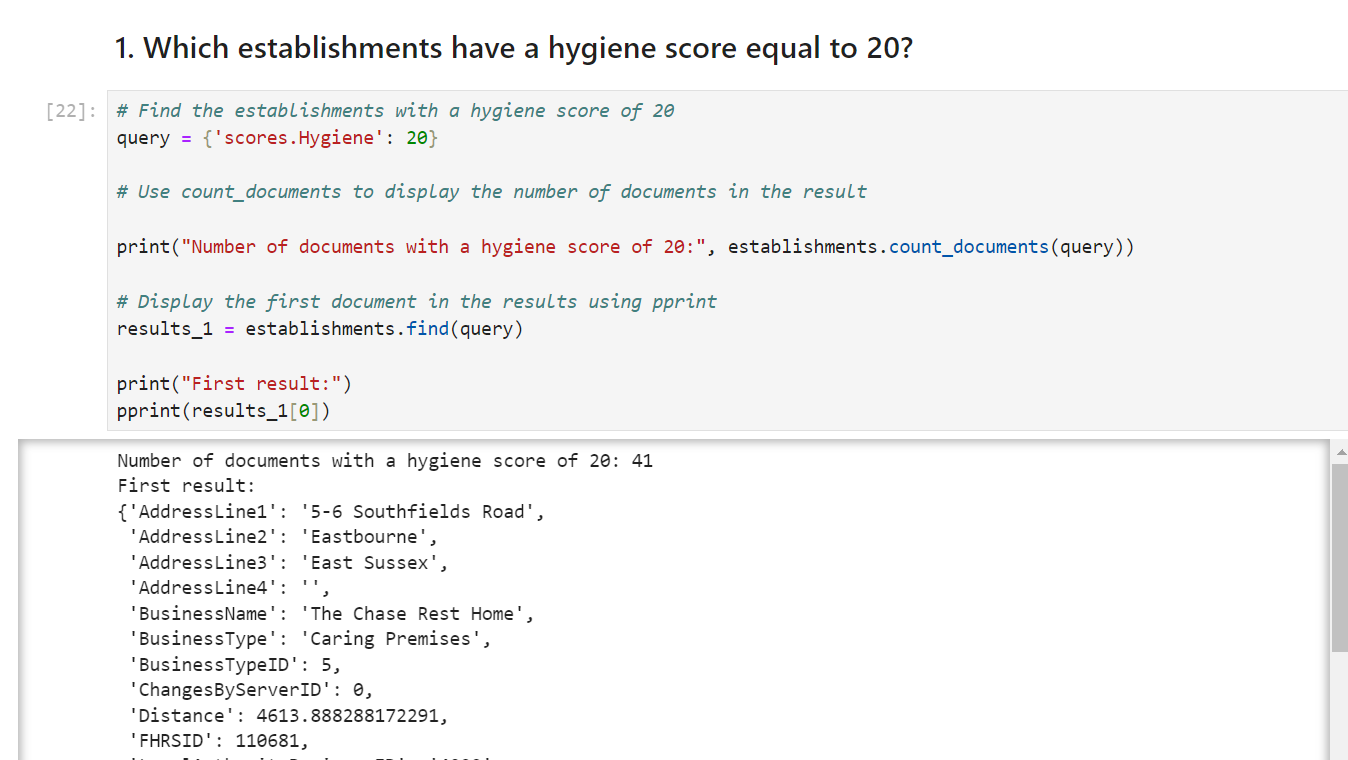 1. Which establishments have a hygiene score equal to 20?
[22]: # Find the establishments with a hygiene score of 20
query = {'scores.Hygiene': 20}
# Use count_documents to display the number of documents in the result
print("Number of documents with a hygiene score of 20:", establishments.count_documents(query))
# Display the first document in the results using pprint
results_1 = establishments.find(query)
print("First result:")
pprint(results_1[0])
Number of documents with a hygiene score of 20: 41
First result:
{'AddressLine1': '5-6 Southfields Road',
'AddressLine2': 'Eastbourne',
'AddressLine3': 'East Sussex',
'AddressLine4': '',
'BusinessName': 'The Chase Rest Home',
'BusinessType': 'Caring Premises',
'BusinessTypeID': 5,
'ChangesByServerID': 0,
'Distance': 4613.888288172291,
'FHRSID': 110681,